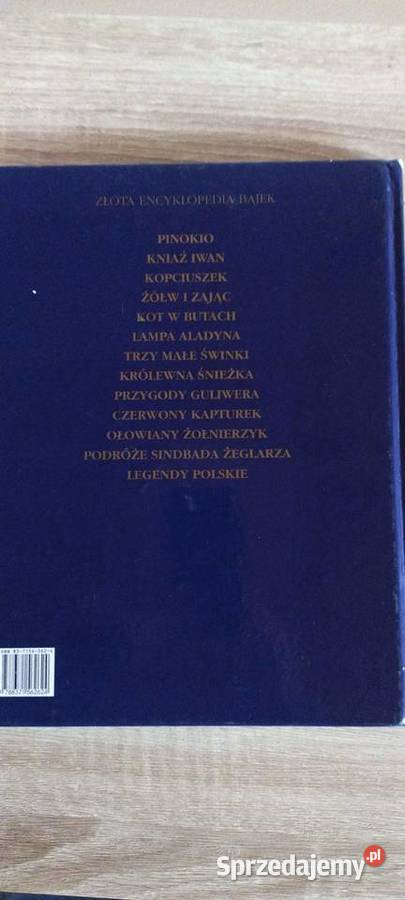 ZŁOTA ENCYKLOPEDIA BAJEK
PINOKIO
KNIAŹ IWAN
KOPCIUSZEK
ŻÓŁW I ZAJĄC
KOT W BUTACH
LAMPA ALADYNA
TRZY MAŁE ŚWINKI
KRÓLEWNA ŚNIEŻKA
PRZYGODY GULIWERA
CZERWONY KAPTUREK
OŁOWIANY ŻOŁNIERZYK
PODRÓŻE SINDBADA ŻEGLARZA
LEGENDY POLSKIE
Sprzedajemy.pl